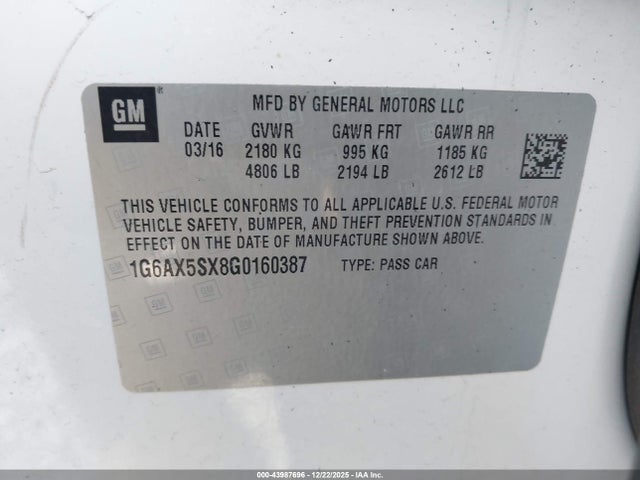 GM
MFD BY GENERAL MOTORS LLC
DATE GVWR GAWR FRT GAWR RR
03/16 2180 KG 995 KG 1185 KG
4806 LB 2194 LB 2612 LB
THIS VEHICLE CONFORMS TO ALL APPLICABLE U.S. FEDERAL MOTOR
VEHICLE SAFETY, BUMPER, AND THEFT PREVENTION STANDARDS IN
EFFECT ON THE DATE OF MANUFACTURE SHOWN ABOVE.
1G6AX5SX8G0160387 TYPE: PASS CAR
000-43987696 - 12/22/2025 - IAA Inc.